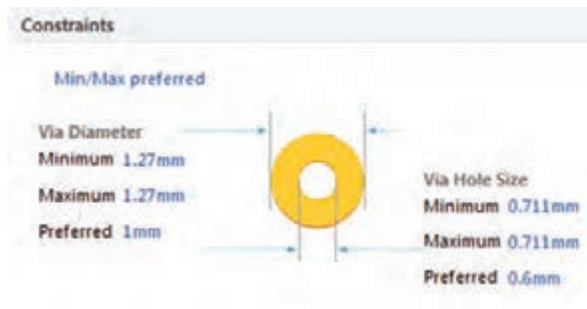 Constraints
Min/Max preferred
Via Diameter
Minimum 1.27mm
Maximum 1.27mm
Preferred 1mm
Via Hole Size
Minimum 0.711mm
Maximum 0.711mm
Preferred 0.6mm